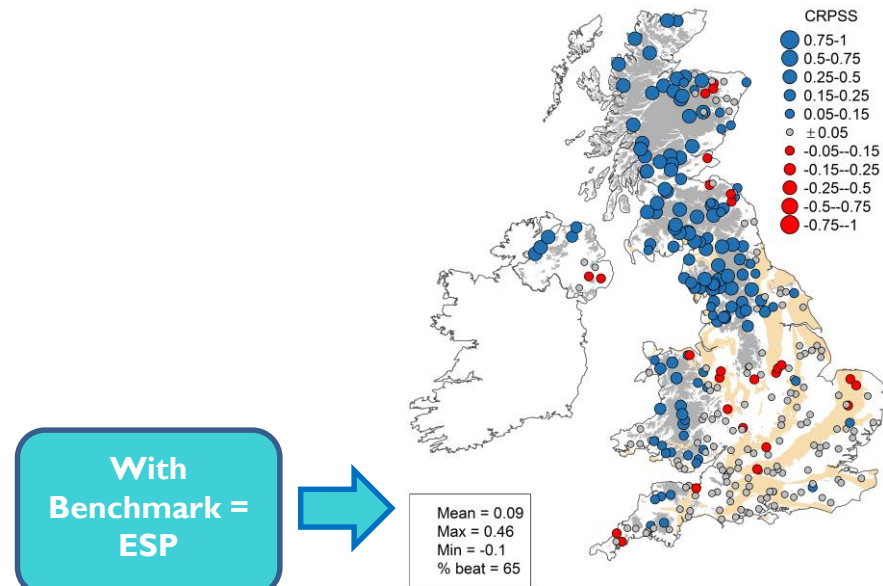 CRPSS
0.75-1
0.5-0.75
0.25-0.5
0.15-0.25
0.05-0.15
±0.05
-0.05--0.15
-0.15--0.25
-0.25--0.5
-0.5--0.75
-0.75--1
With
Benchmark =
ESP
Mean = 0.09
Max = 0.46
Min = -0.1
% beat = 65